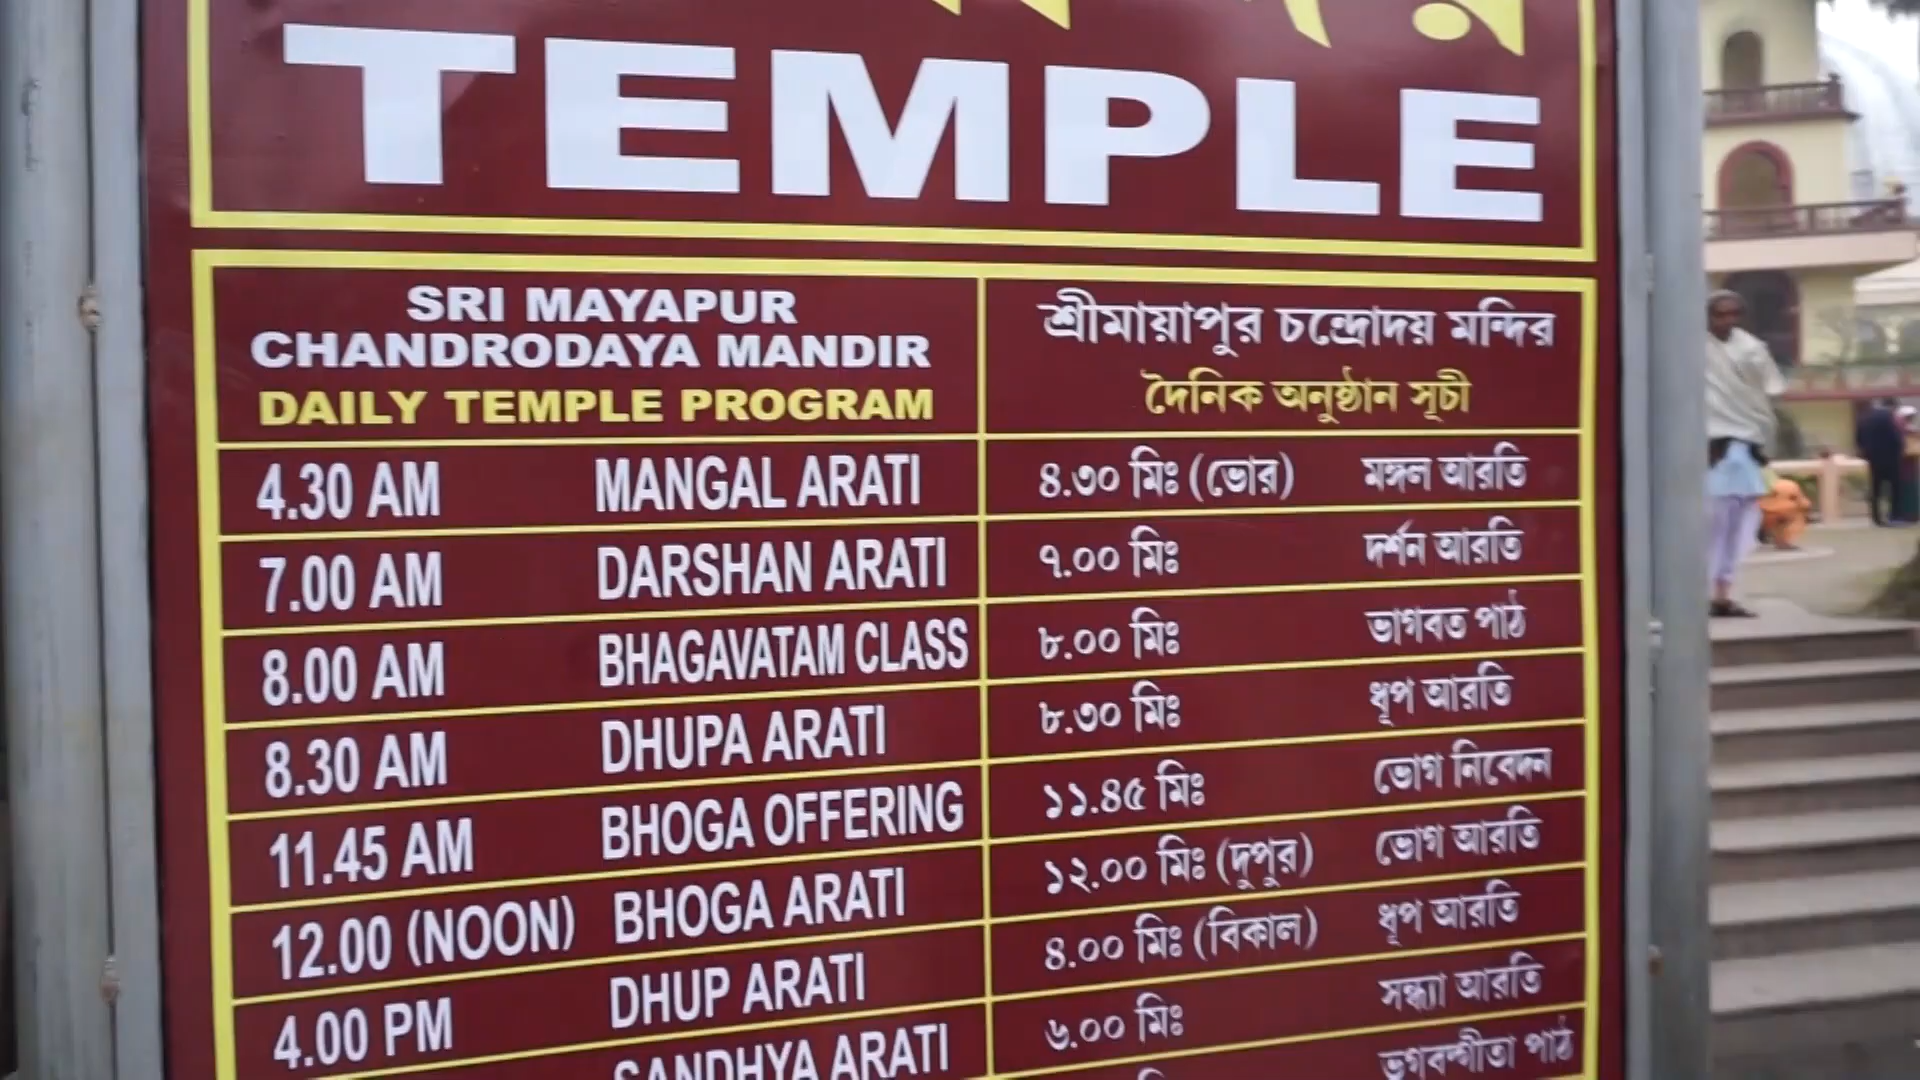 TEMPLE
SRI MAYAPUR
CHANDRODAYA MANDIR
DAILY TEMPLE PROGRAM
শ্রীমায়াপুর চন্দ্রোদয় মন্দির
দৈনিক অনুষ্ঠান সূচী
4.30 AM MANGAL ARATI ৪.৩০ মিঃ (ভোর) মঙ্গল আরতি
7.00 AM DARSHAN ARATI ৭.০০ মিঃ দর্শন আরতি
8.00 AM BHAGAVATAM CLASS ৮.০০ মিঃ ভাগবত পাঠ
8.30 AM DHUPA ARATI ৮.৩০ মিঃ ধূপ আরতি
11.45 AM BHOGA OFFERING ১১.৪৫ মিঃ ভোগ নিবেদন
12.00 (NOON) BHOGA ARATI ১২.০০ মিঃ (দুপুর) ভোগ আরতি
4.00 PM DHUP ARATI ৪.০০ মিঃ (বিকাল) ধূপ আরতি
SANDHYA ARATI ৬.০০ মিঃ সন্ধ্যা আরতি
ভগবদ্গীতা পাঠ